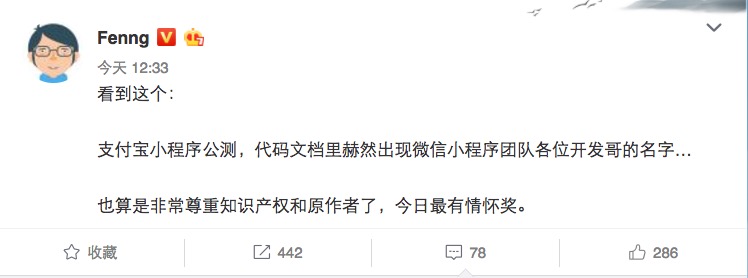 Fenng
今天 12:33
看到这个：
支付宝小程序公测，代码文档里赫然出现微信小程序团队各位开发哥的名字...
也算是非常尊重知识产权和原作者了，今日最有情怀奖。
收藏 442 78 286